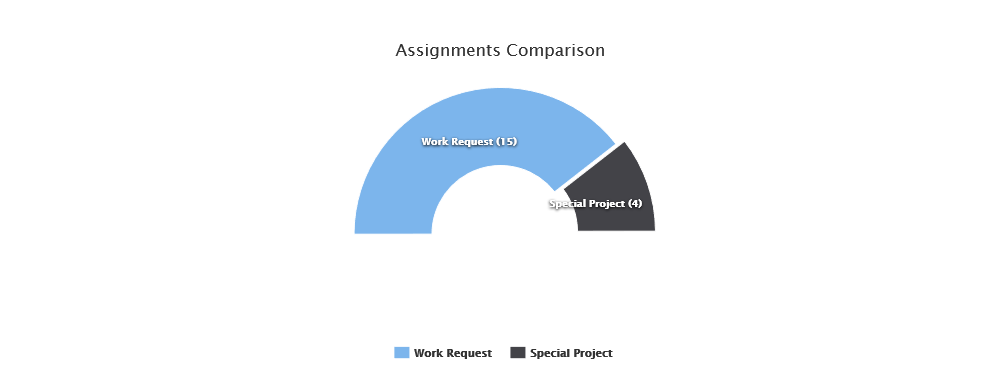 Assignments Comparison
Work Request (15)
Special Project (4)
Work Request
Special Project